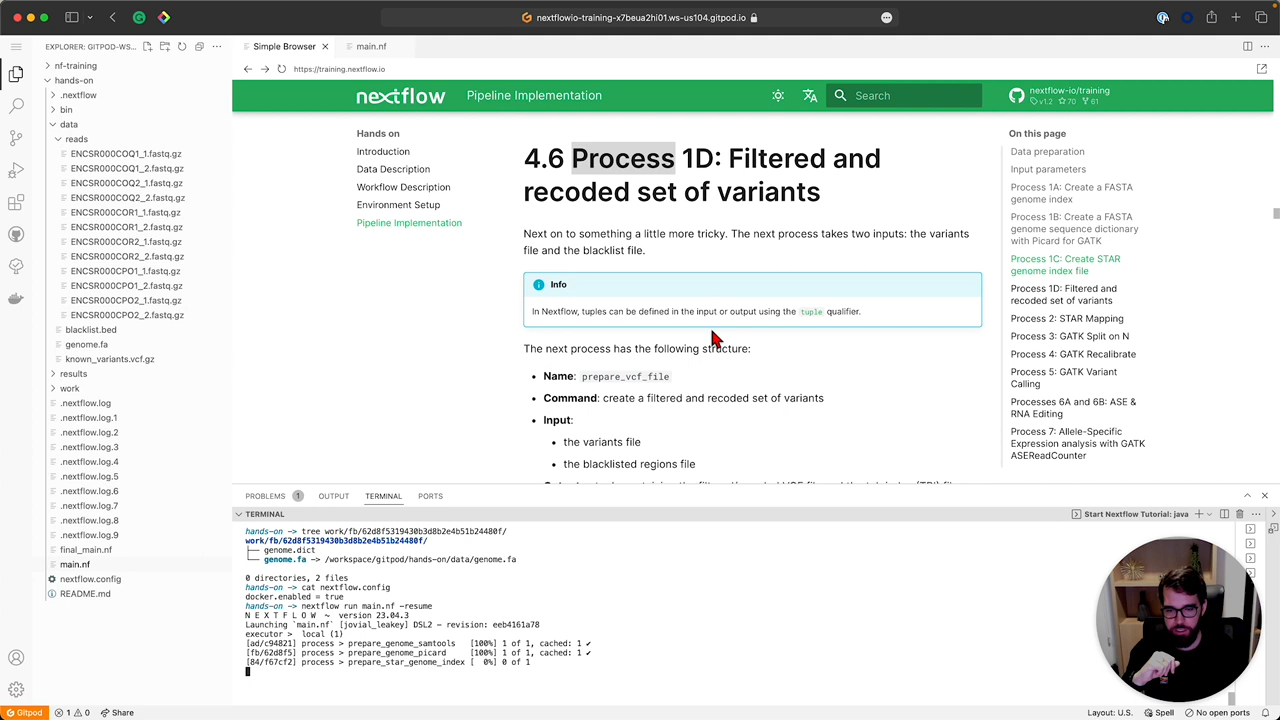 nextflowio-training-x7beua2hi01.ws-us104.gitpod.io
EXPLORER: GITPOD-WS...
nf-training
hands-on
.nextflow
bin
data
reads
ENCSR000COQ1_1.fastq.gz
ENCSR000COQ1_2.fastq.gz
ENCSR000COQ2_1.fastq.gz
ENCSR000COQ2_2.fastq.gz
ENCSR000COR1_1.fastq.gz
ENCSR000COR1_2.fastq.gz
ENCSR000COR2_1.fastq.gz
ENCSR000COR2_2.fastq.gz
ENCSR000CPO1_1.fastq.gz
ENCSR000CPO1_2.fastq.gz
ENCSR000CPO2_1.fastq.gz
ENCSR000CPO2_2.fastq.gz
blacklist.bed
genome.fa
known_variants.vcf.gz
results
work
.nextflow.log
.nextflow.log.1
.nextflow.log.2
.nextflow.log.3
.nextflow.log.4
.nextflow.log.5
.nextflow.log.6
.nextflow.log.7
.nextflow.log.8
.nextflow.log.9
final_main.nf
main.nf
nextflow.config
README.md
Simple Browser
main.nf
https://training.nextflow.io
nextflow
Pipeline Implementation
Search
nextflow-io/training
v1.2 70 61
Hands on
Introduction
Data Description
Workflow Description
Environment Setup
Pipeline Implementation
4.6 Process 1D: Filtered and
recoded set of variants
Next on to something a little more tricky. The next process takes two inputs: the variants
file and the blacklist file.
Info
In Nextflow, tuples can be defined in the input or output using the tuple qualifier.
The next process has the following structure:
Name: prepare_vcf_file
Command: create a filtered and recoded set of variants
Input:
the variants file
the blacklisted regions file
On this page
Data preparation
Input parameters
Process 1A: Create a FASTA
genome index
Process 1B: Create a FASTA
genome sequence dictionary
with Picard for GATK
Process 1C: Create STAR
genome index file
Process 1D: Filtered and
recoded set of variants
Process 2: STAR Mapping
Process 3: GATK Split on N
Process 4: GATK Recalibrate
Process 5: GATK Variant
Calling
Processes 6A and 6B: ASE &
RNA Editing
Process 7: Allele-Specific
Expression analysis with GATK
ASEReadCounter
PROBLEMS 1 OUTPUT TERMINAL PORTS
TERMINAL
Start Nextflow Tutorial: java
hands-on -> tree work/fb/62d8f5319430b3d8b2e4b51b24480f/
work/fb/62d8f5319430b3d8b2e4b51b24480f/
├── genome.dict
└── genome.fa -> /workspace/gitpod/hands-on/data/genome.fa
0 directories, 2 files
hands-on -> cat nextflow.config
docker.enabled = true
hands-on -> nextflow run main.nf -resume
N E X T F L O W ~ version 23.04.3
Launching `main.nf` [jovial_leakey] DSL2 - revision: eeb4161a78
executor > local (1)
[ad/c94821] process > prepare_genome_samtools [100%] 1 of 1, cached: 1 ✔
[fb/62d8f5] process > prepare_genome_picard [100%] 1 of 1, cached: 1 ✔
[84/f67cf2] process > prepare_star_genome_index [ 0%] 0 of 1
Gitpod 1 0 Share
Layout: U.S. Spell No open ports